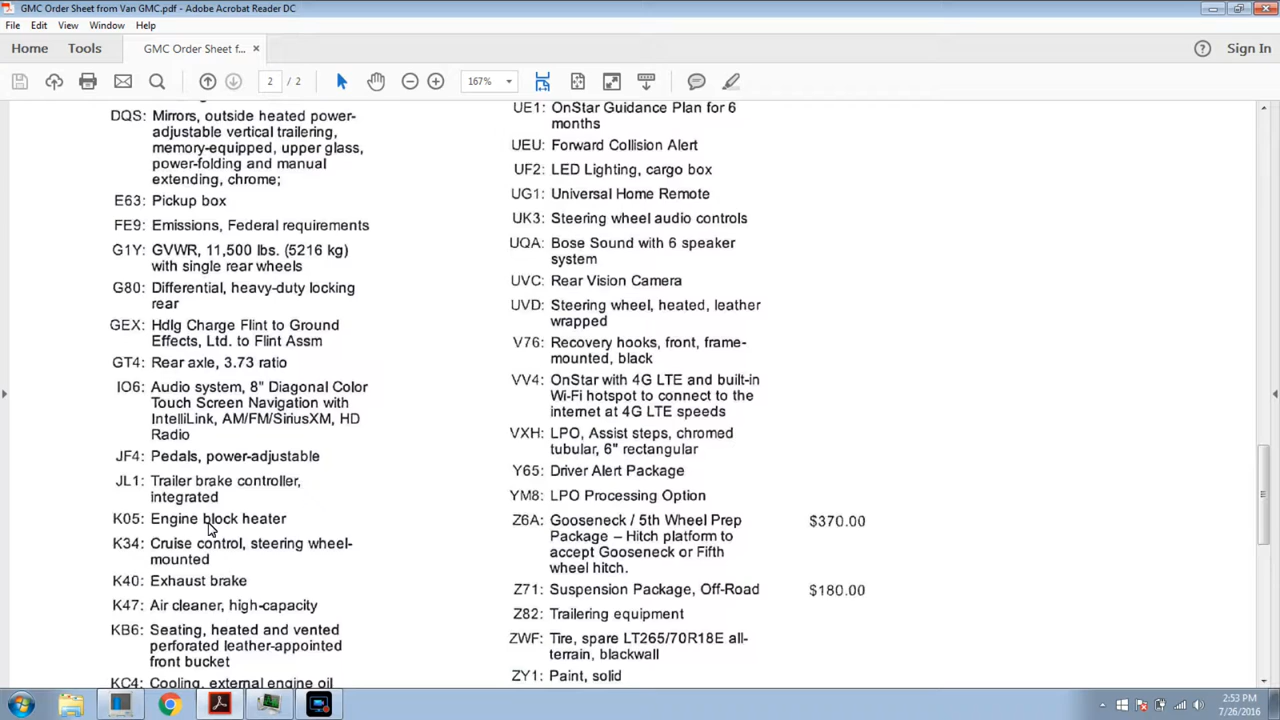 GMC Order Sheet from Van GMC.pdf - Adobe Acrobat Reader DC
File Edit View Window Help
Home Tools GMC Order Sheet f... × ? Sign In
2 / 2 167%
DQS: Mirrors, outside heated power-
adjustable vertical trailering,
memory-equipped, upper glass,
power-folding and manual
extending, chrome;
E63: Pickup box
FE9: Emissions, Federal requirements
G1Y: GVWR, 11,500 lbs. (5216 kg)
with single rear wheels
G80: Differential, heavy-duty locking
rear
GEX: Hdlg Charge Flint to Ground
Effects, Ltd. to Flint Assm
GT4: Rear axle, 3.73 ratio
IO6: Audio system, 8" Diagonal Color
Touch Screen Navigation with
IntelliLink, AM/FM/SiriusXM, HD
Radio
JF4: Pedals, power-adjustable
JL1: Trailer brake controller,
integrated
K05: Engine block heater
K34: Cruise control, steering wheel-
mounted
K40: Exhaust brake
K47: Air cleaner, high-capacity
KB6: Seating, heated and vented
perforated leather-appointed
front bucket
KC4: Cooling, external engine oil
UE1: OnStar Guidance Plan for 6
months
UEU: Forward Collision Alert
UF2: LED Lighting, cargo box
UG1: Universal Home Remote
UK3: Steering wheel audio controls
UQA: Bose Sound with 6 speaker
system
UVC: Rear Vision Camera
UVD: Steering wheel, heated, leather
wrapped
V76: Recovery hooks, front, frame-
mounted, black
VV4: OnStar with 4G LTE and built-in
Wi-Fi hotspot to connect to the
internet at 4G LTE speeds
VXH: LPO, Assist steps, chromed
tubular, 6" rectangular
Y65: Driver Alert Package
YM8: LPO Processing Option
Z6A: Gooseneck / 5th Wheel Prep $370.00
Package – Hitch platform to
accept Gooseneck or Fifth
wheel hitch.
Z71: Suspension Package, Off-Road $180.00
Z82: Trailering equipment
ZWF: Tire, spare LT265/70R18E all-
terrain, blackwall
ZY1: Paint, solid
2:53 PM
7/26/2016